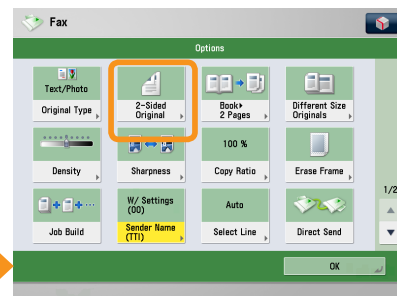 Fax
Options
Text/Photo
Original Type
2-Sided
Original
Book▸
2 Pages
Different Size
Originals
Density
Sharpness
100 %
Copy Ratio
Erase Frame
1/2
Job Build
W/ Settings
(00)
Sender Name
(TTI)
Auto
Select Line
Direct Send
OK